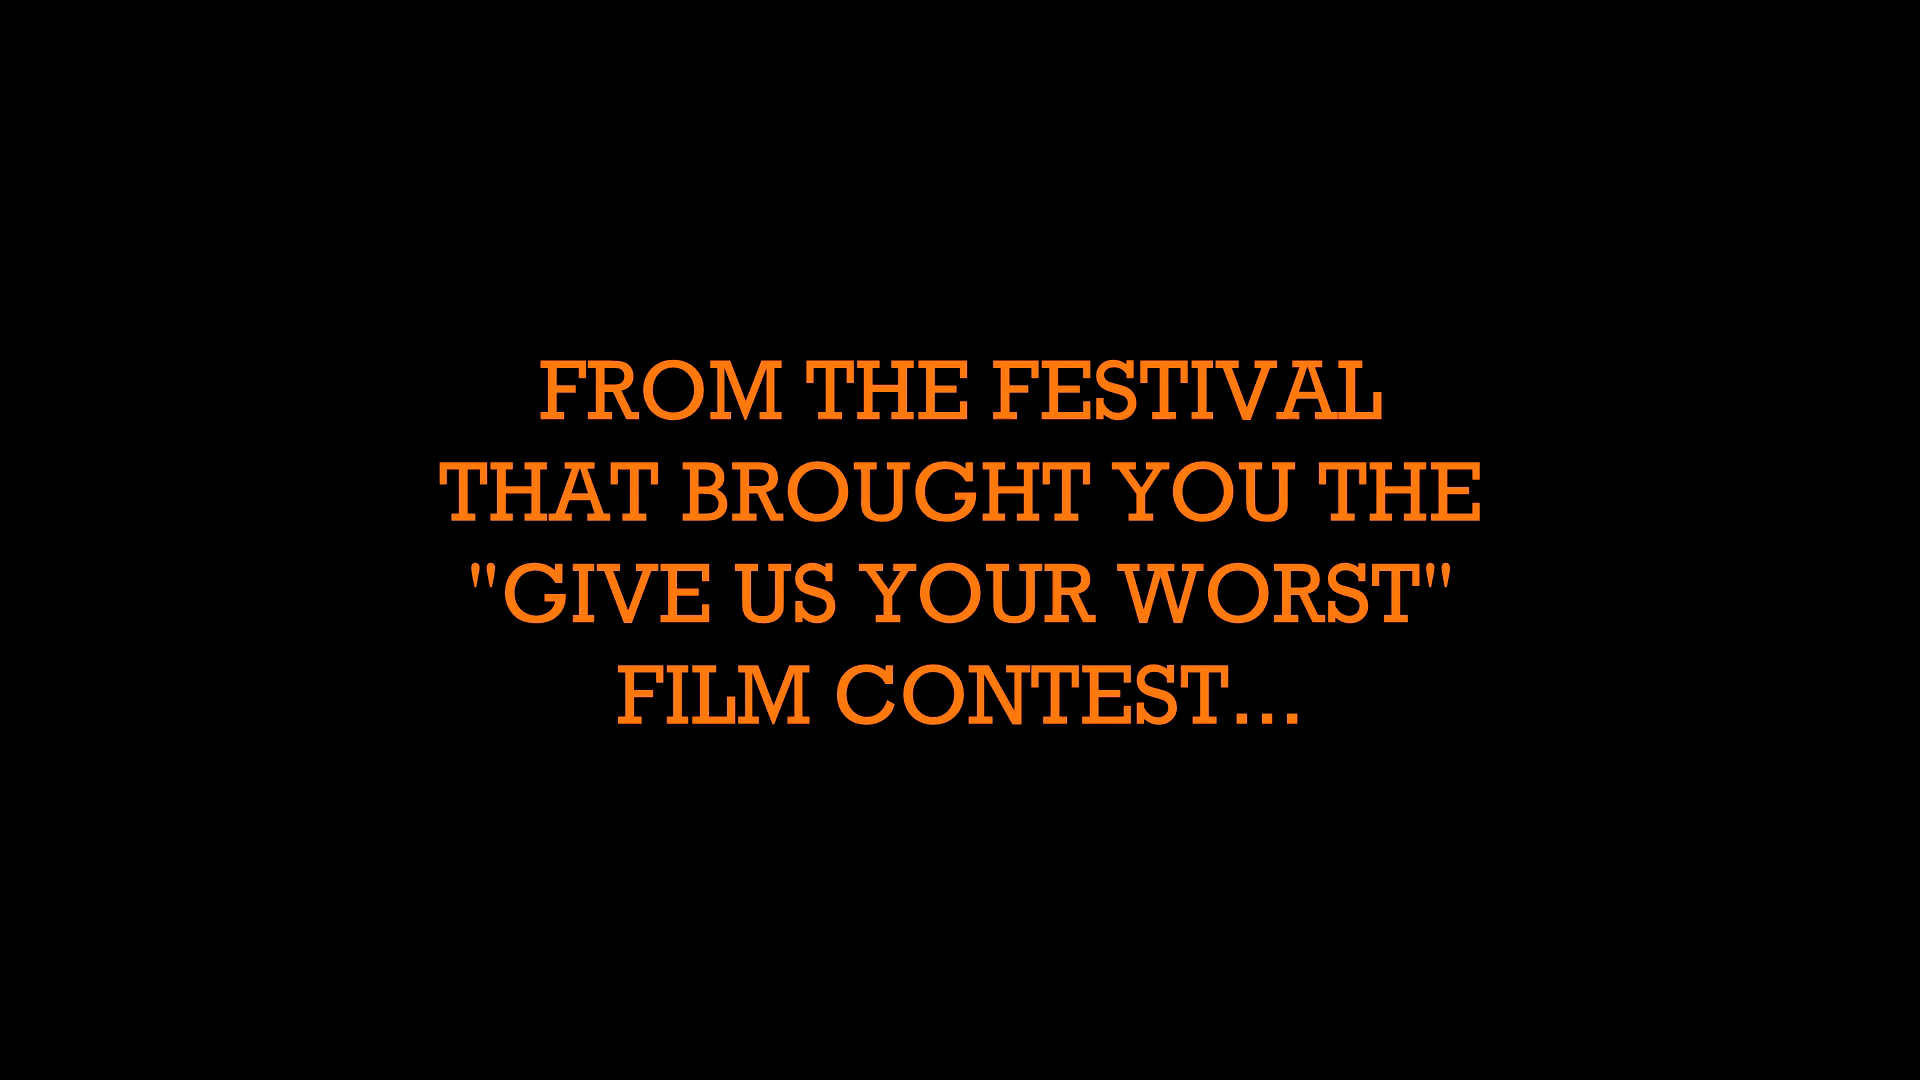 FROM THE FESTIVAL
THAT BROUGHT YOU THE
"GIVE US YOUR WORST"
FILM CONTEST...